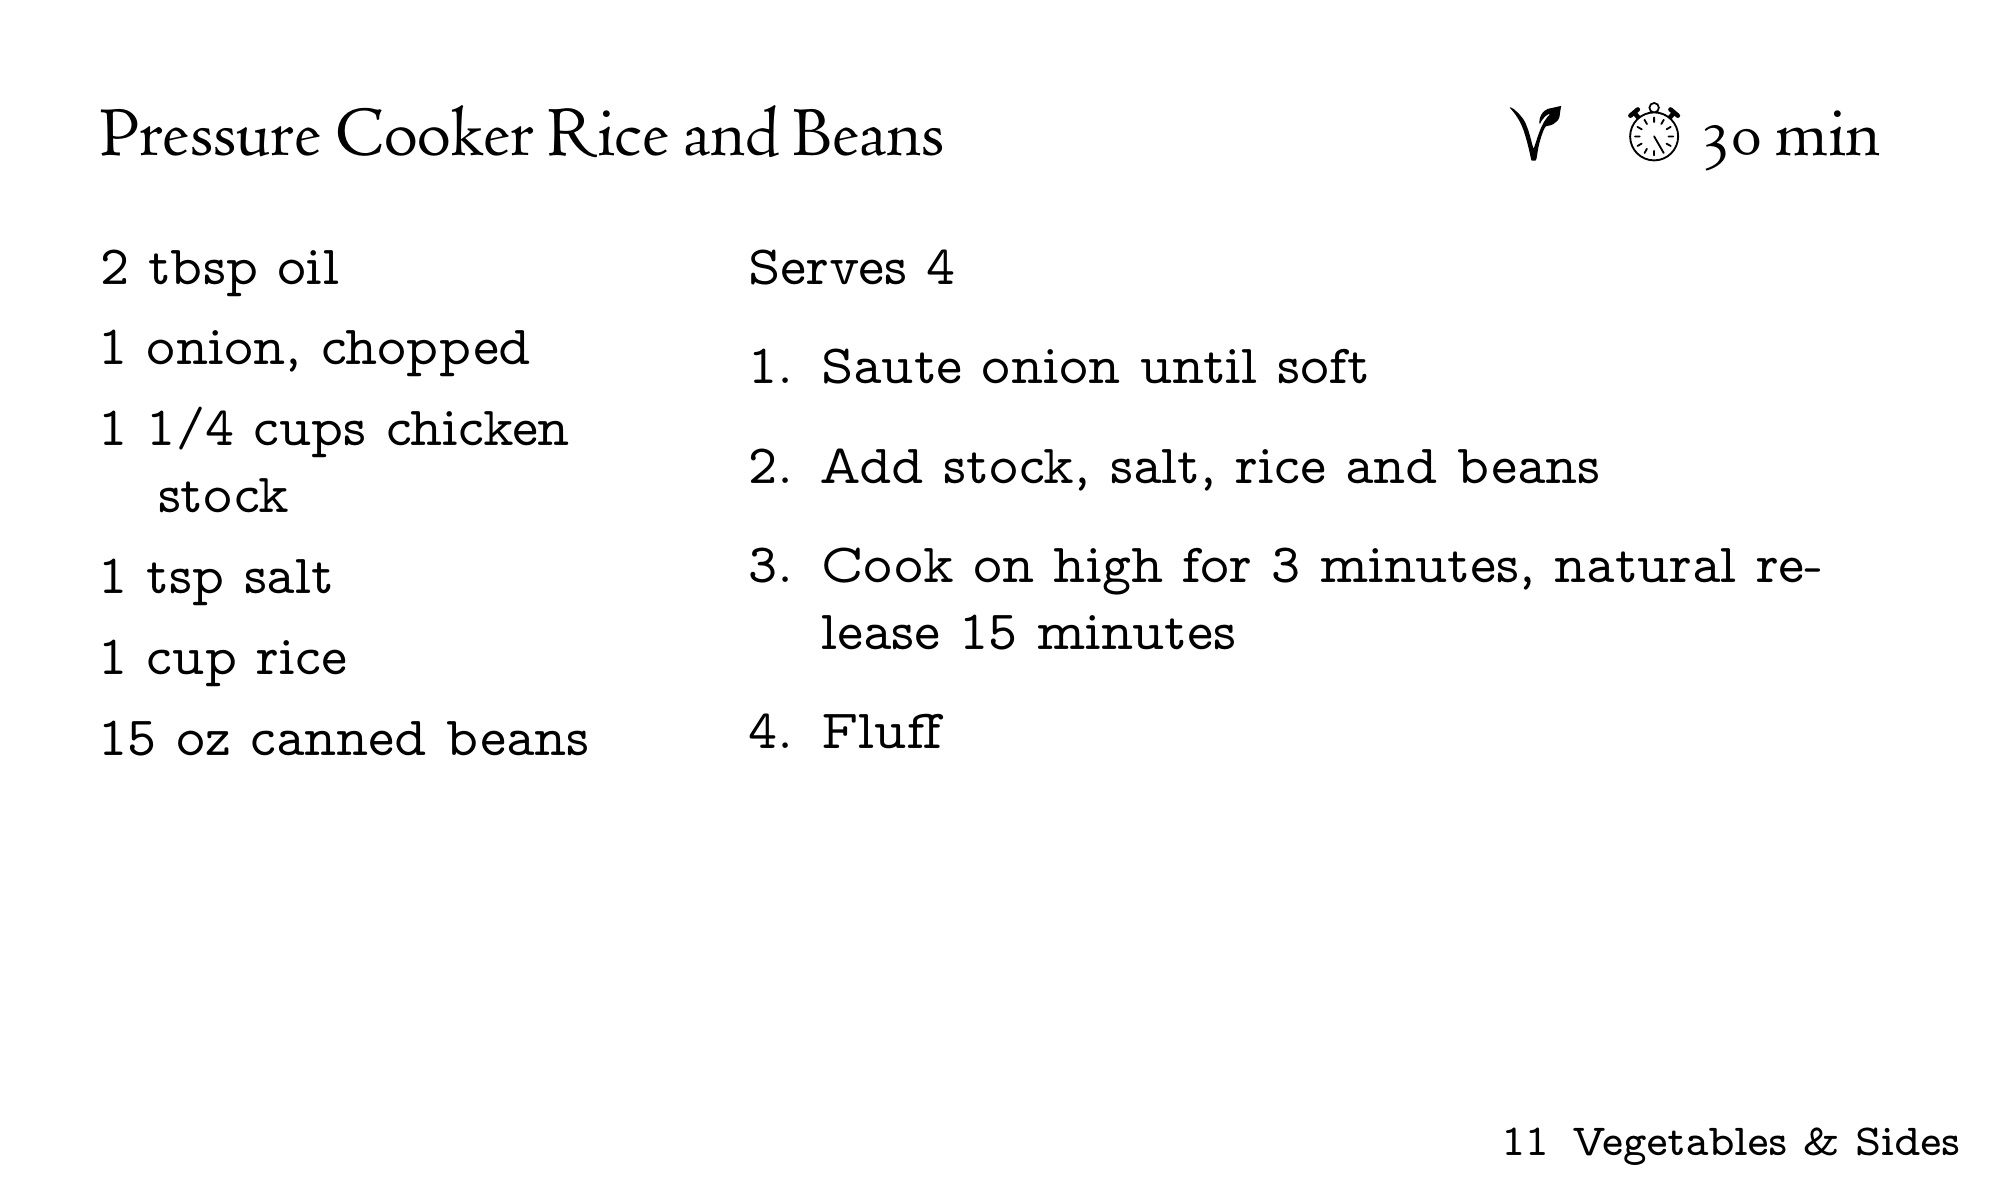 Pressure Cooker Rice and Beans
30 min
2 tbsp oil
1 onion, chopped
1 1/4 cups chicken
stock
1 tsp salt
1 cup rice
15 oz canned beans
Serves 4
1. Saute onion until soft
2. Add stock, salt, rice and beans
3. Cook on high for 3 minutes, natural re-
lease 15 minutes
4. Fluff
11 Vegetables & Sides